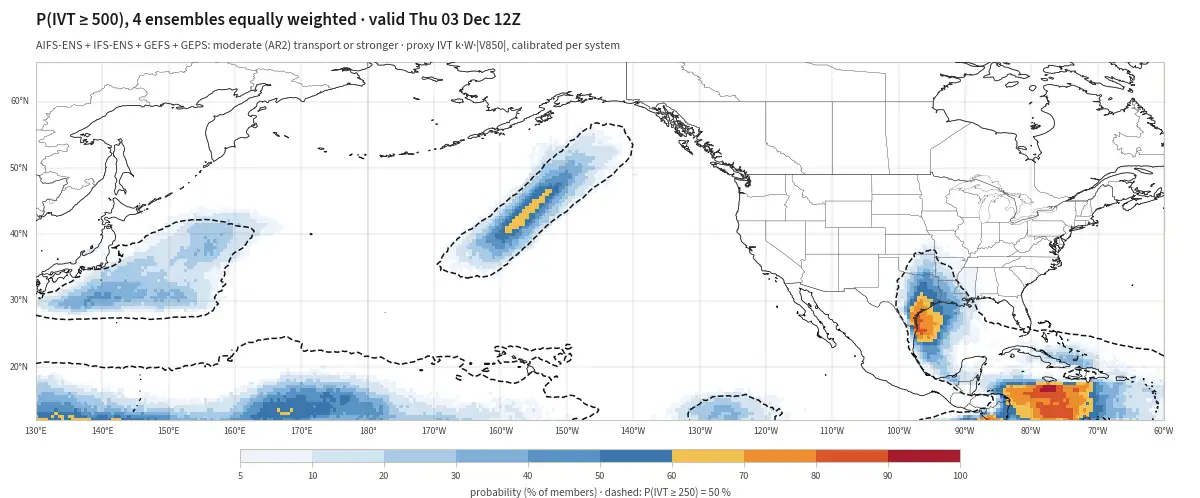 P(IVT ≥ 500), 4 ensembles equally weighted · valid Thu 03 Dec 12Z
AIFS-ENS + IFS-ENS + GEFS + GEPS: moderate (AR2) transport or stronger · proxy IVT k·W·|V850|, calibrated per system
60°N
50°N
40°N
30°N
20°N
130°E 140°E 150°E 160°E 170°E 180° 170°W 160°W 150°W 140°W 130°W 120°W 110°W 100°W 90°W 80°W 70°W 60°W
5 10 20 30 40 50 60 70 80 90 100
probability (% of members) · dashed: P(IVT ≥ 250) = 50 %